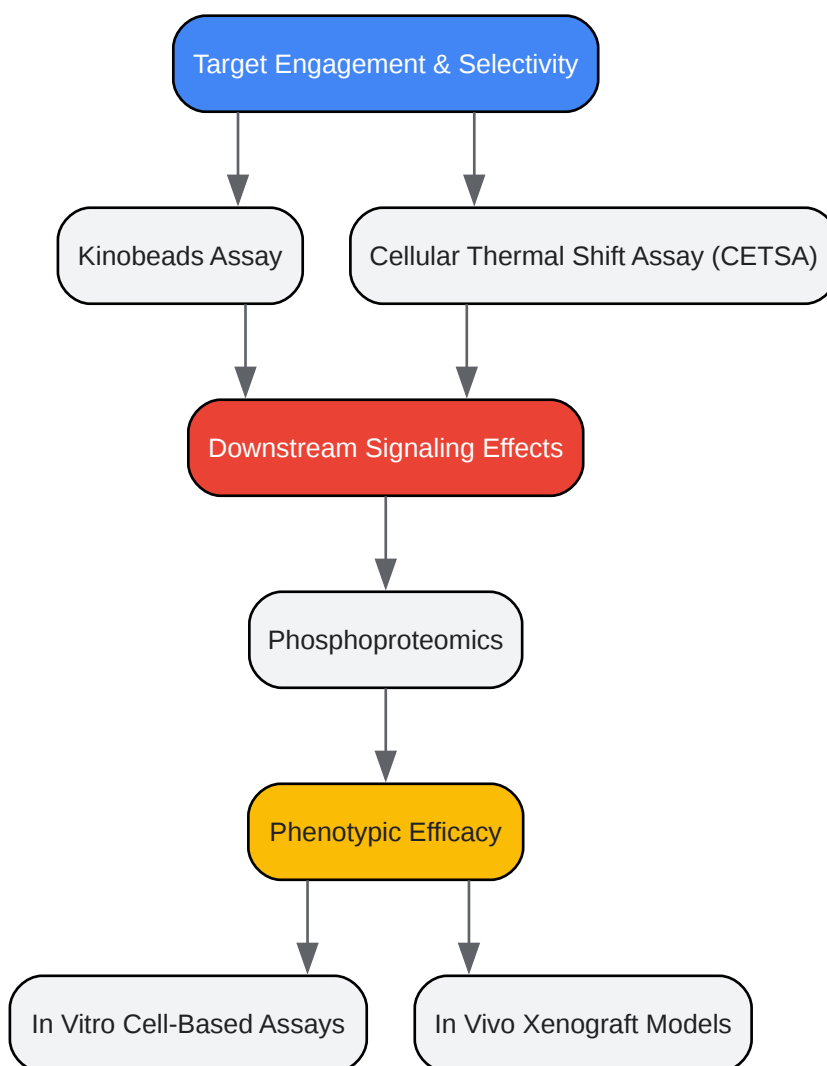 Target Engagement & Selectivity
Kinobeads Assay
Cellular Thermal Shift Assay (CETSA)
Downstream Signaling Effects
Phosphoproteomics
Phenotypic Efficacy
In Vitro Cell-Based Assays
In Vivo Xenograft Models